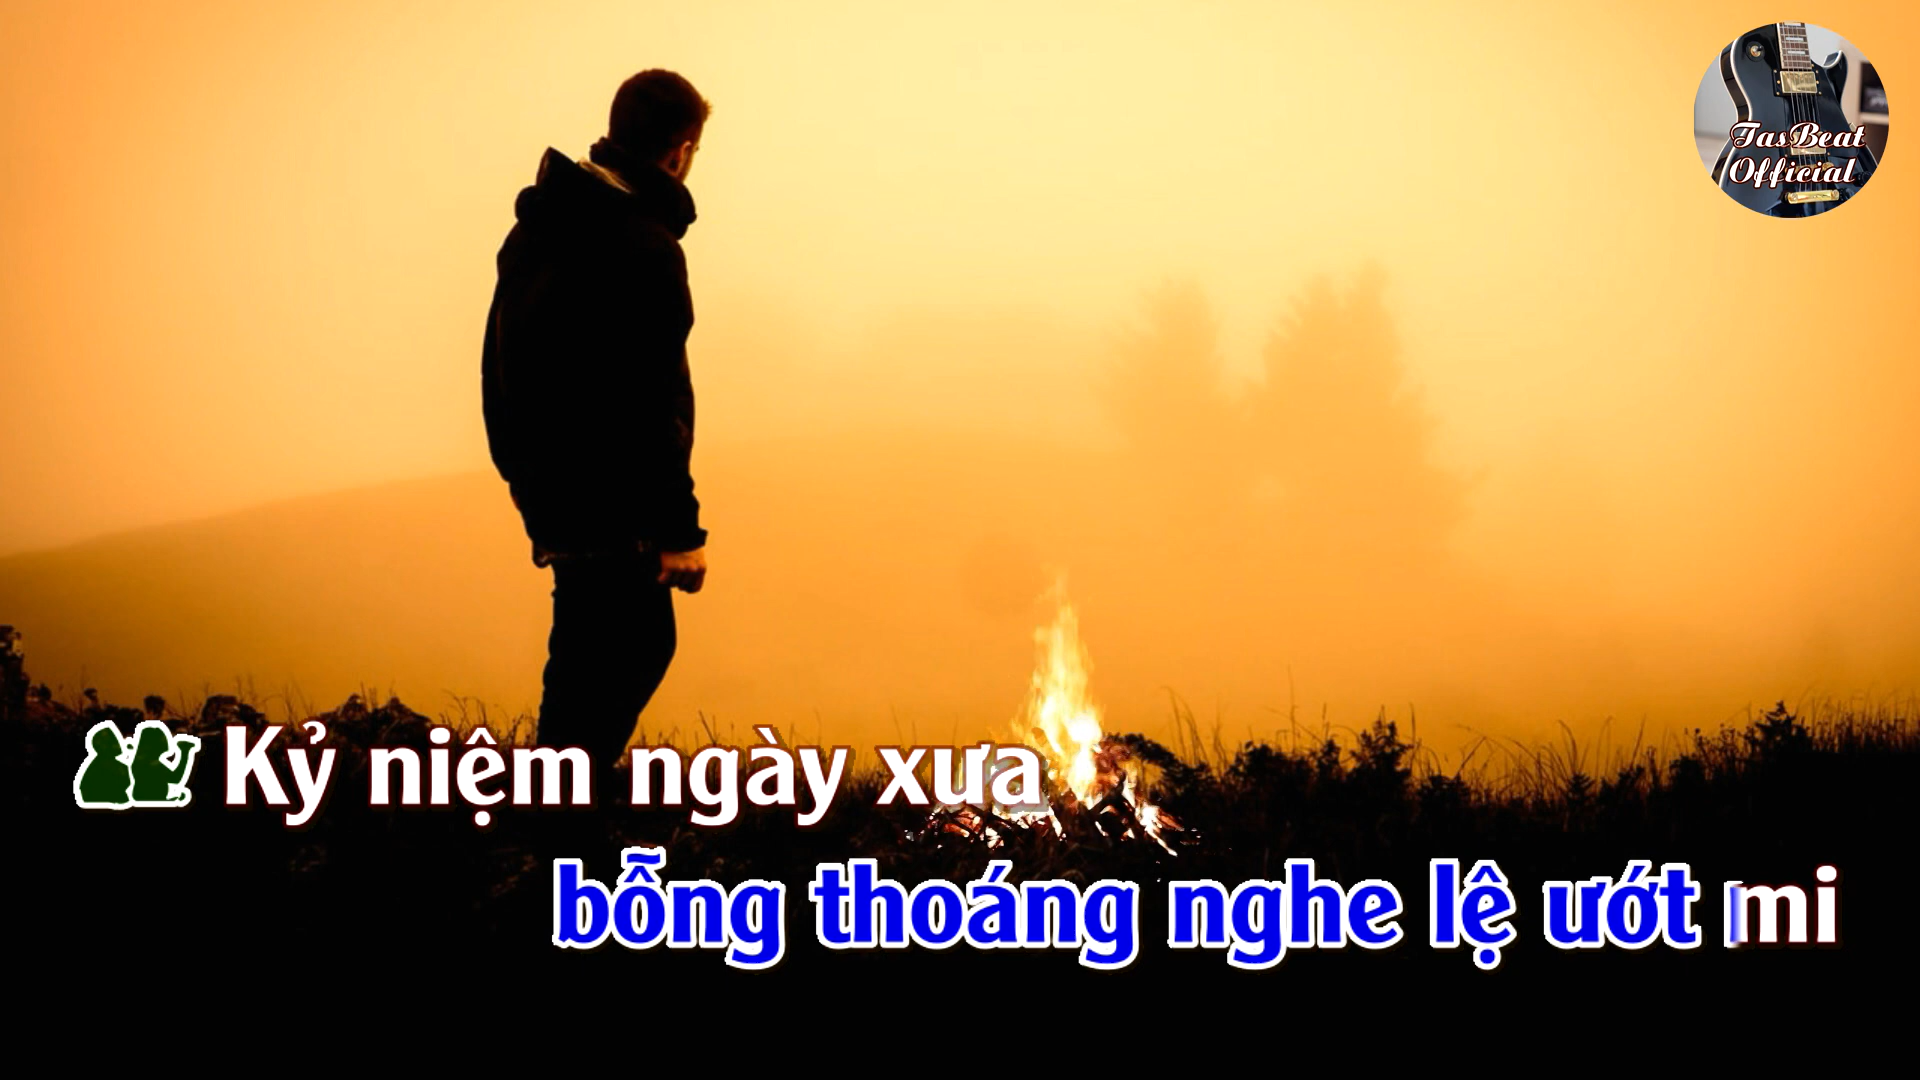 TasBeat
Official
Kỷ niệm ngày xưa
bỗng thoáng nghe lệ ướt mi